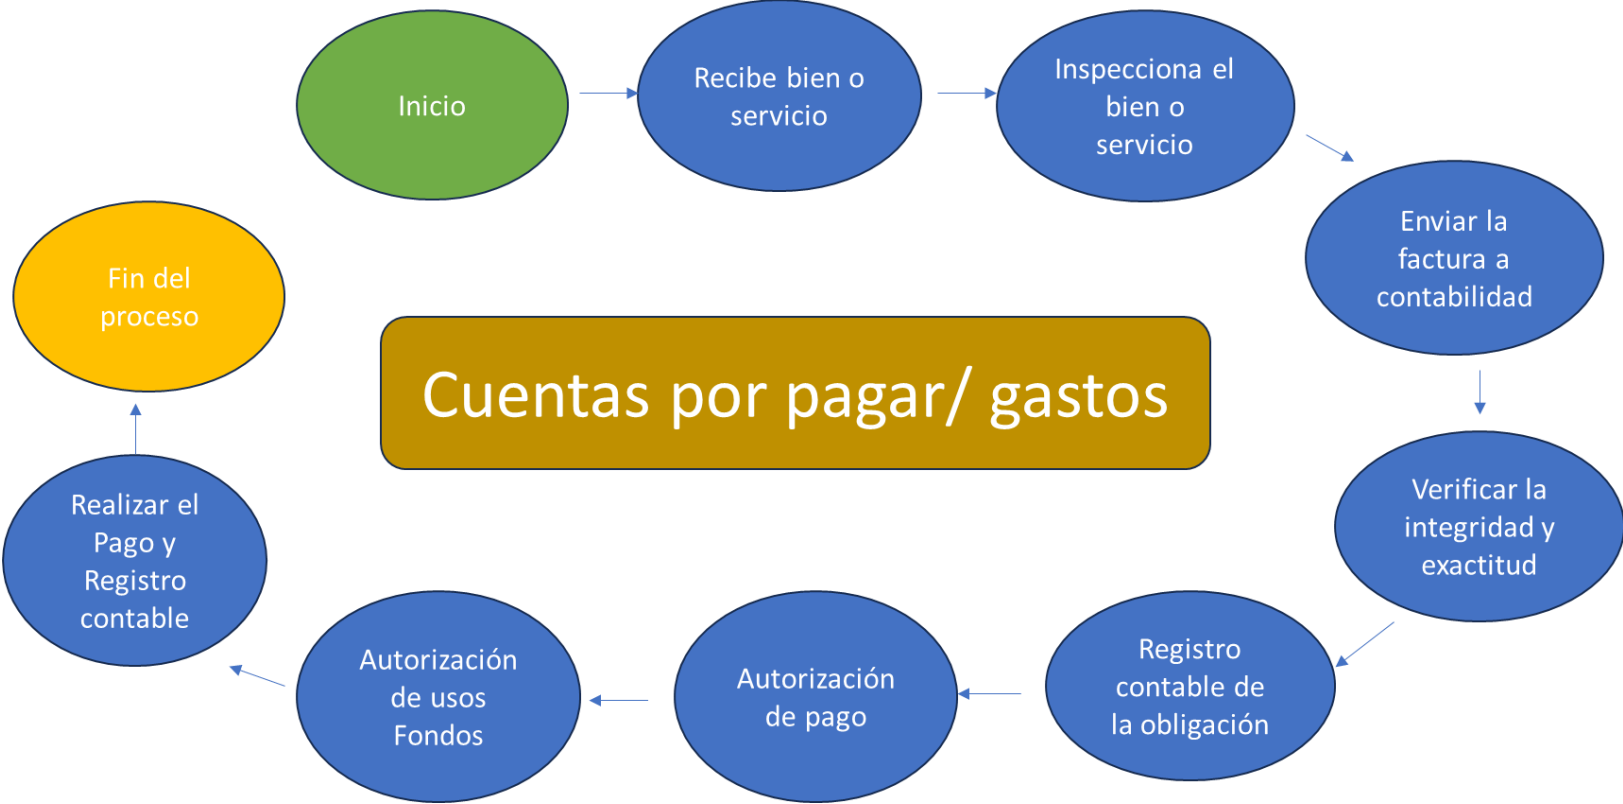 Inicio
Recibe bien o
servicio
Inspecciona el
bien o
servicio
Enviar la
factura a
contabilidad
Verificar la
integridad y
exactitud
Registro
contable de
la obligación
Autorización
de pago
Autorización
de usos
Fondos
Realizar el
Pago y
Registro
contable
Fin del
proceso
Cuentas por pagar/ gastos